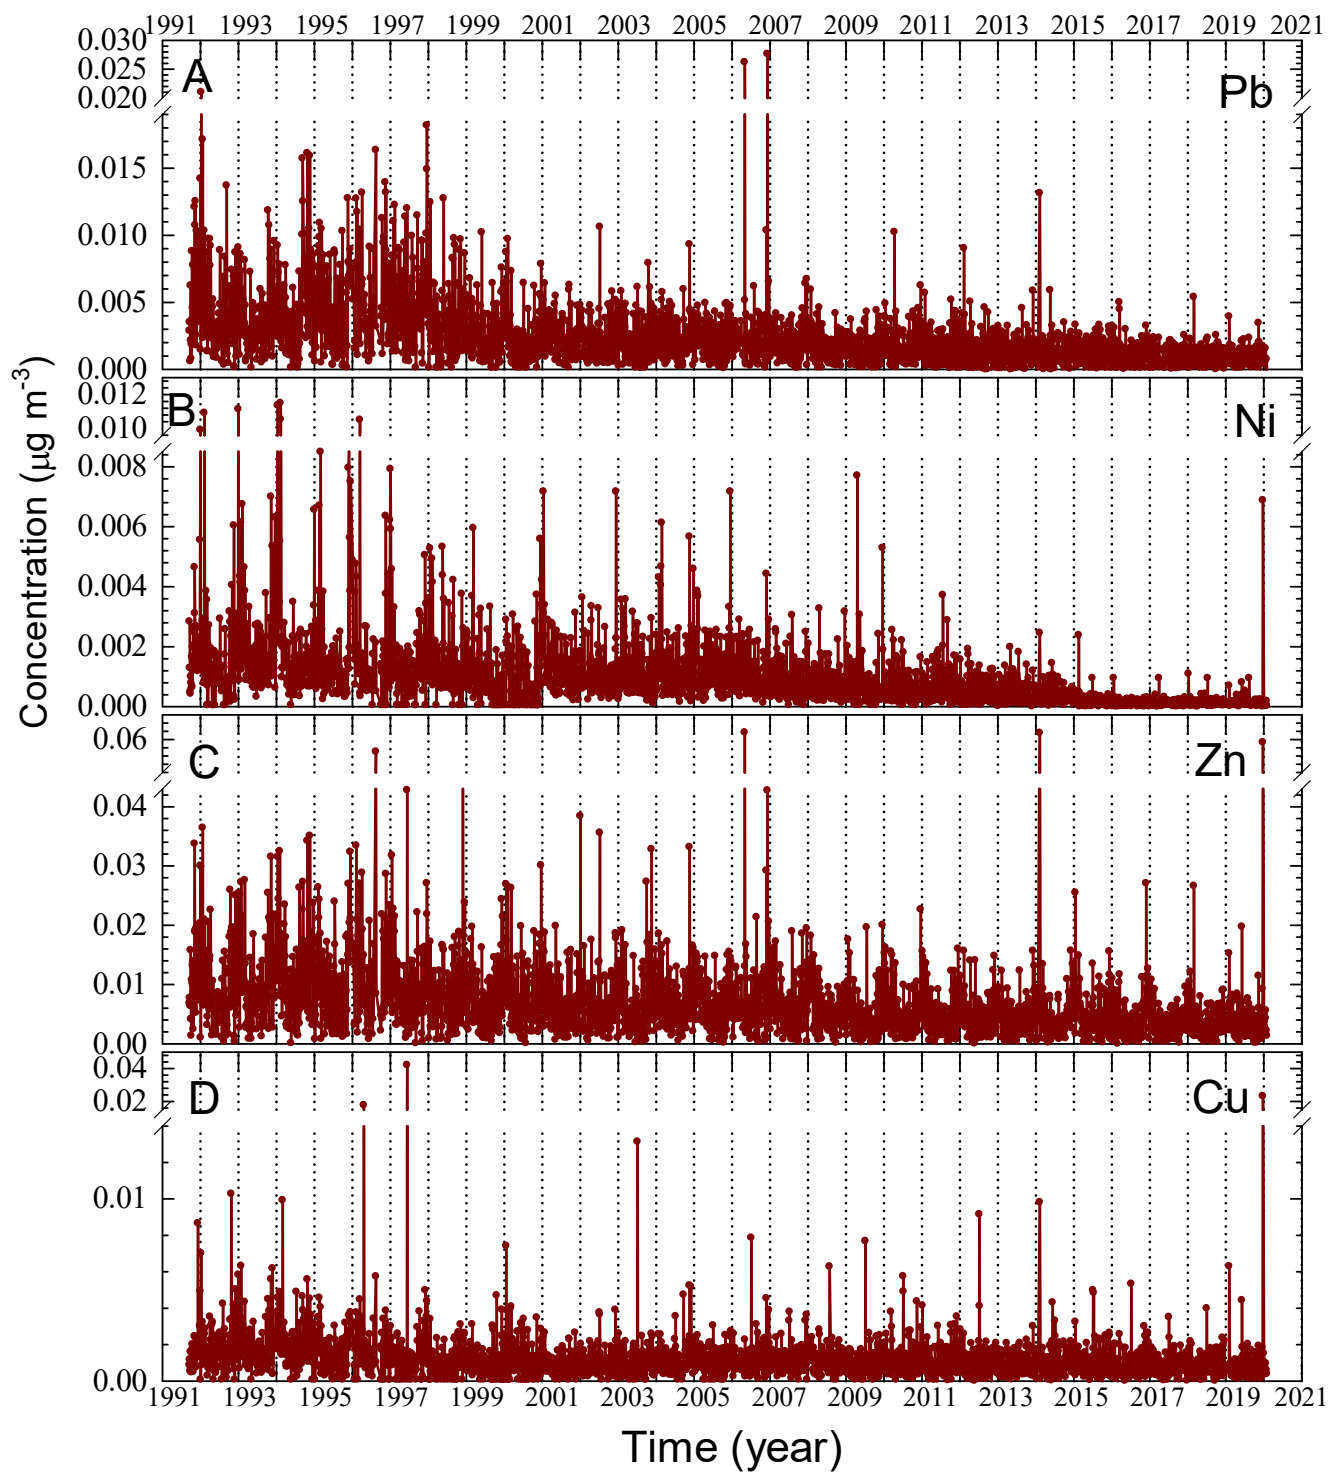 1991 1993 1995 1997 1999 2001 2003 2005 2007 2009 2011 2013 2015 2017 2019 2021
A
Pb
0.030
0.025
0.020
0.015
0.010
0.005
0.000
B
Ni
0.012
0.010
0.008
0.006
0.004
0.002
0.000
Concentration (μg m⁻³)
C
Zn
0.06
0.04
0.03
0.02
0.01
0.00
D
Cu
0.04
0.02
0.01
0.00
1991 1993 1995 1997 1999 2001 2003 2005 2007 2009 2011 2013 2015 2017 2019 2021
Time (year)